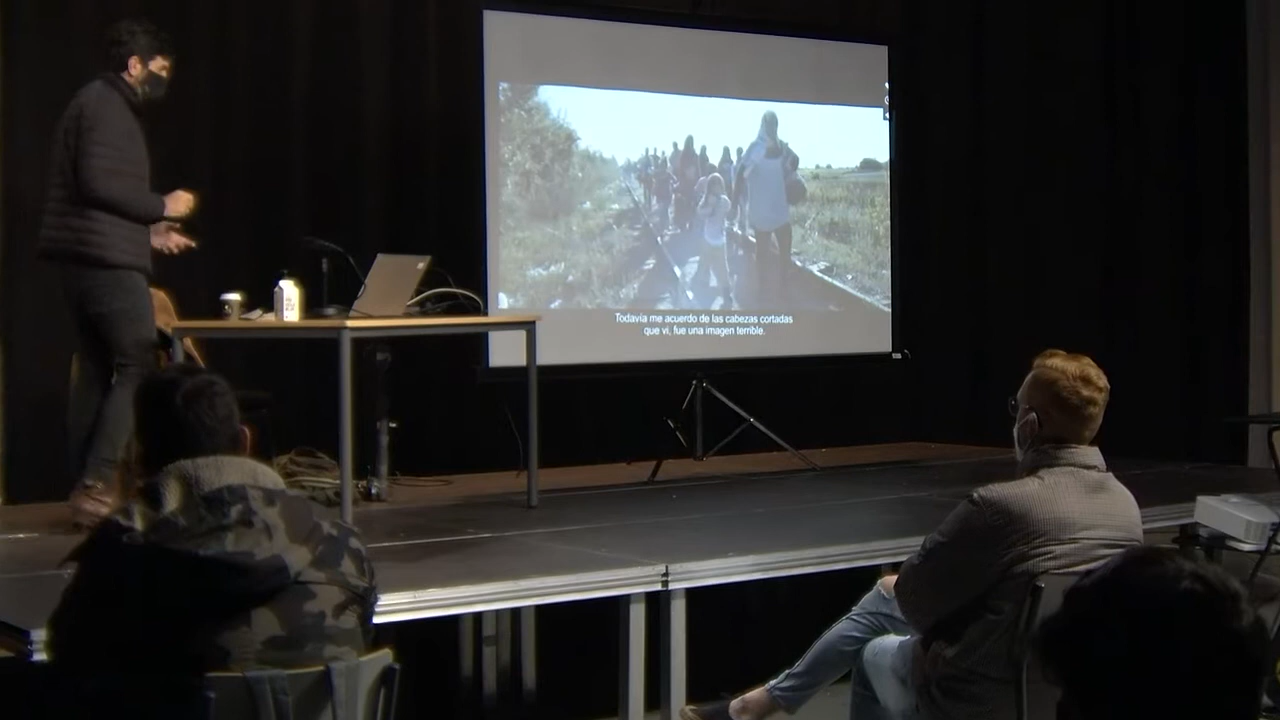 Todavía me acuerdo de las cabezas cortadas
que vi, fue una imagen terrible.